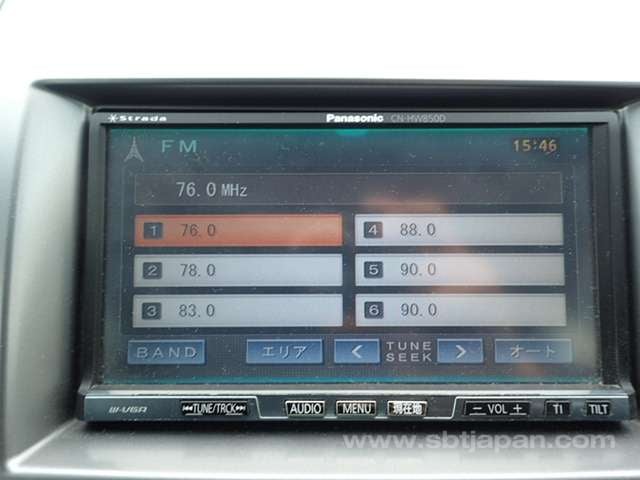 Strada Panasonic CN-HW850D
FM 15:46
76.0 MHz
1 76.0
2 78.0
3 83.0
4 88.0
5 90.0
6 90.0
BAND エリア < TUNE SEEK > オート
W-VGA TUNE/TRCK AUDIO MENU 現在地 − VOL + TI TILT
www.sbtjapan.com/